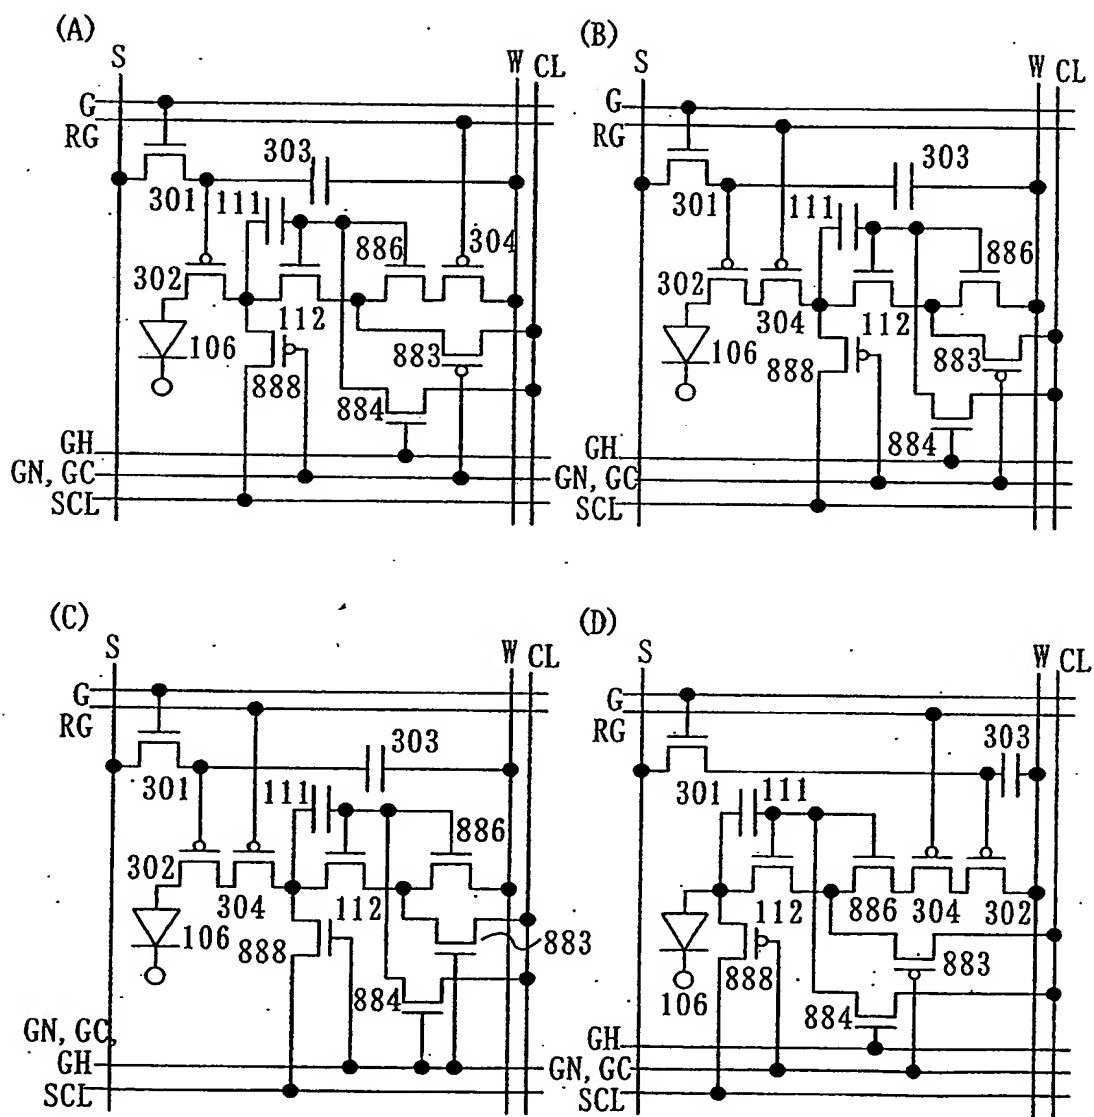 (A)
S
W CL
G
RG
303
301
111
886
304
302
112
106
883
888
884
GH
GN, GC
SCL
(B)
S
W CL
G
RG
303
301
111
886
302
304
112
106
883
888
884
GH
GN, GC
SCL
(C)
S
W CL
G
RG
303
301
111
886
302
304
112
106
888
883
884
GN, GC,
GH
SCL
(D)
S
W CL
G
RG
303
301
111
112
886
304
302
106
888
883
884
GH
GN, GC
SCL